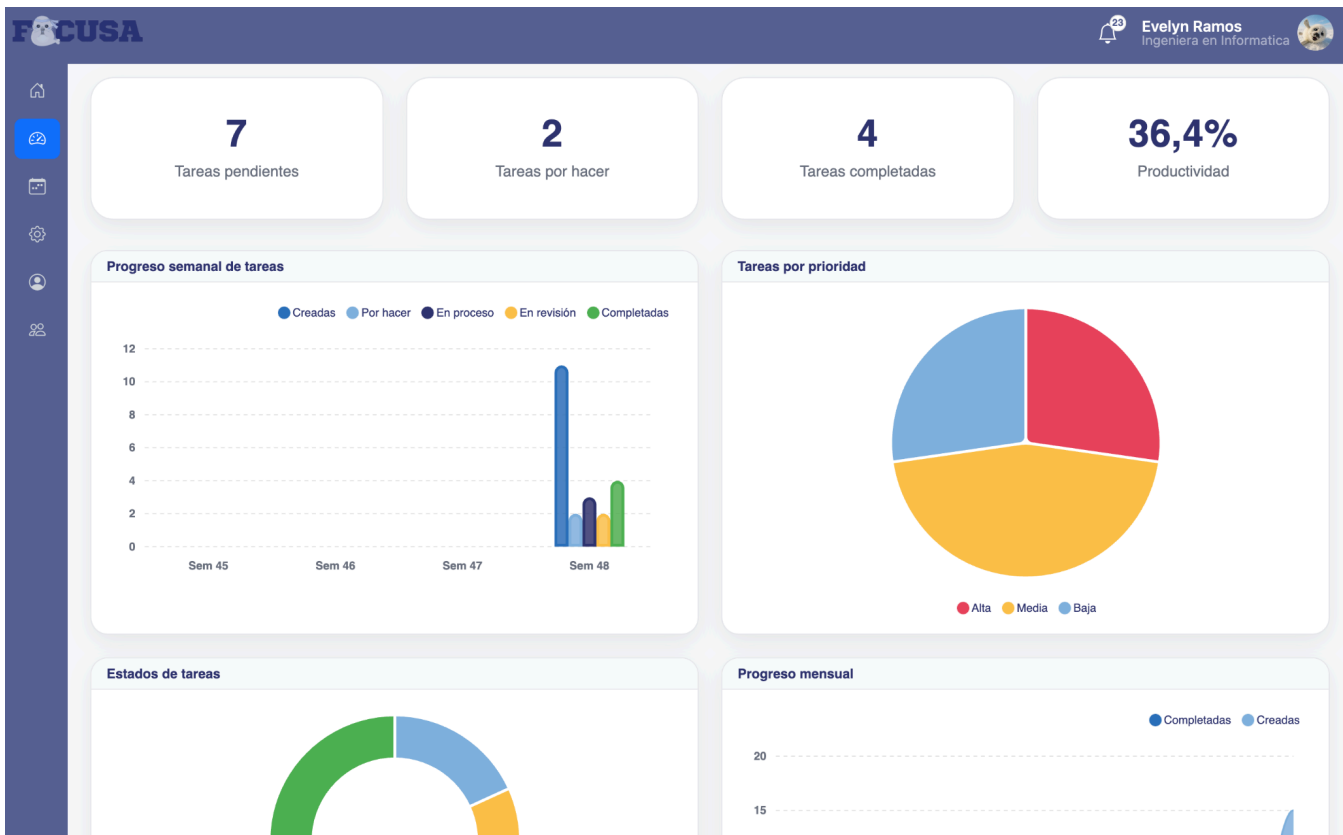 FOCUSA
23
Evelyn Ramos
Ingeniera en Informatica
7
Tareas pendientes
2
Tareas por hacer
4
Tareas completadas
36,4%
Productividad
Progreso semanal de tareas
Creadas Por hacer En proceso En revisión Completadas
12
10
8
6
4
2
0
Sem 45 Sem 46 Sem 47 Sem 48
Tareas por prioridad
Alta Media Baja
Estados de tareas
Progreso mensual
Completadas Creadas
20
15